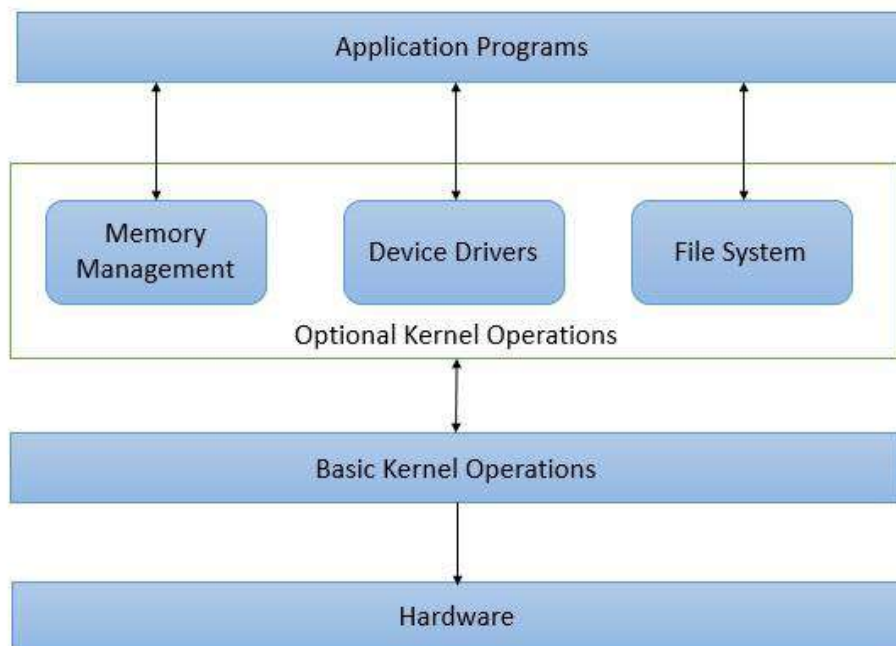 Application Programs
Memory
Management
Device Drivers
File System
Optional Kernel Operations
Basic Kernel Operations
Hardware